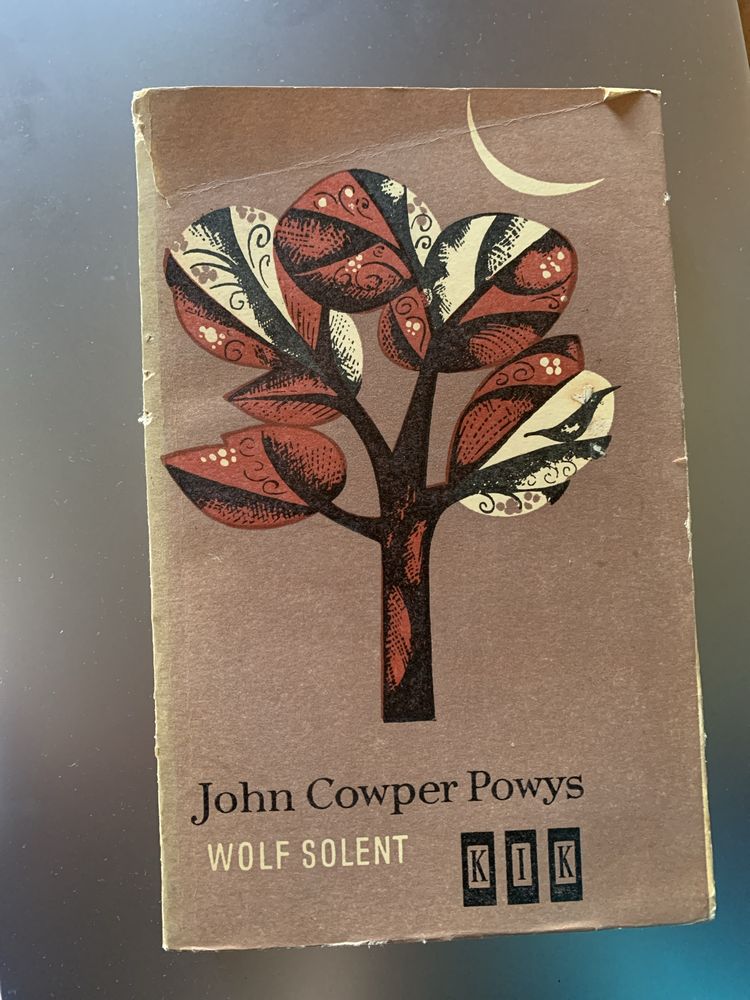 John Cowper Powys
WOLF SOLENT
KIK